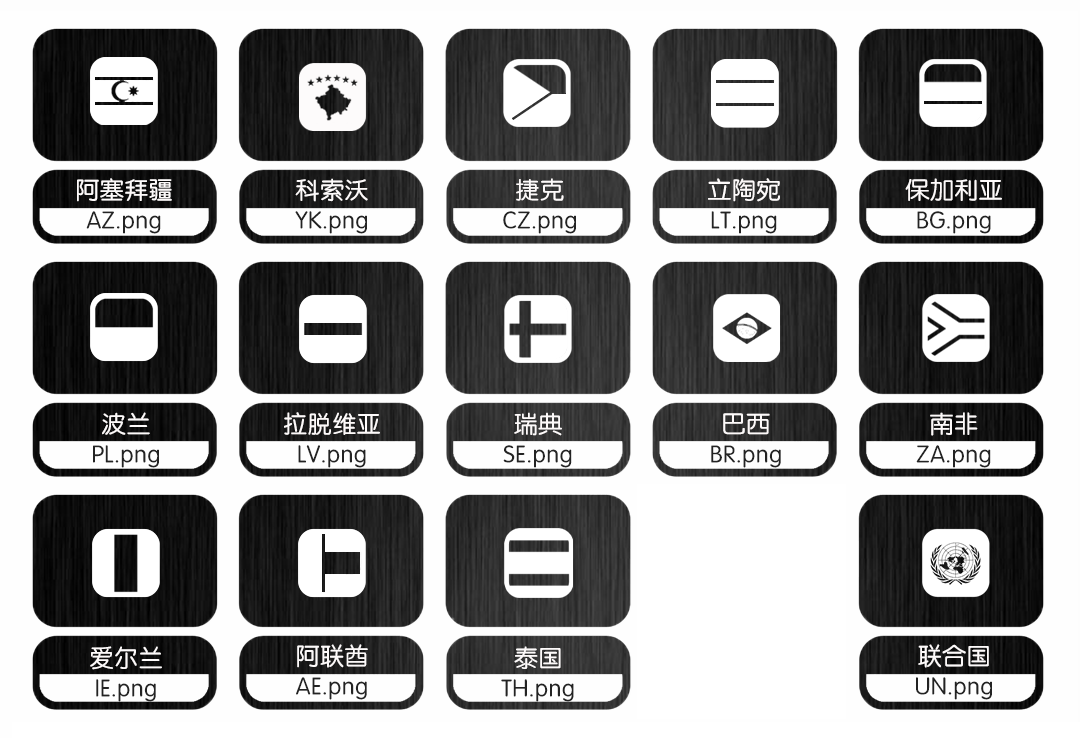 阿塞拜疆
AZ.png
科索沃
YK.png
捷克
CZ.png
立陶宛
LT.png
保加利亚
BG.png
波兰
PL.png
拉脱维亚
LV.png
瑞典
SE.png
巴西
BR.png
南非
ZA.png
爱尔兰
IE.png
阿联酋
AE.png
泰国
TH.png
联合国
UN.png